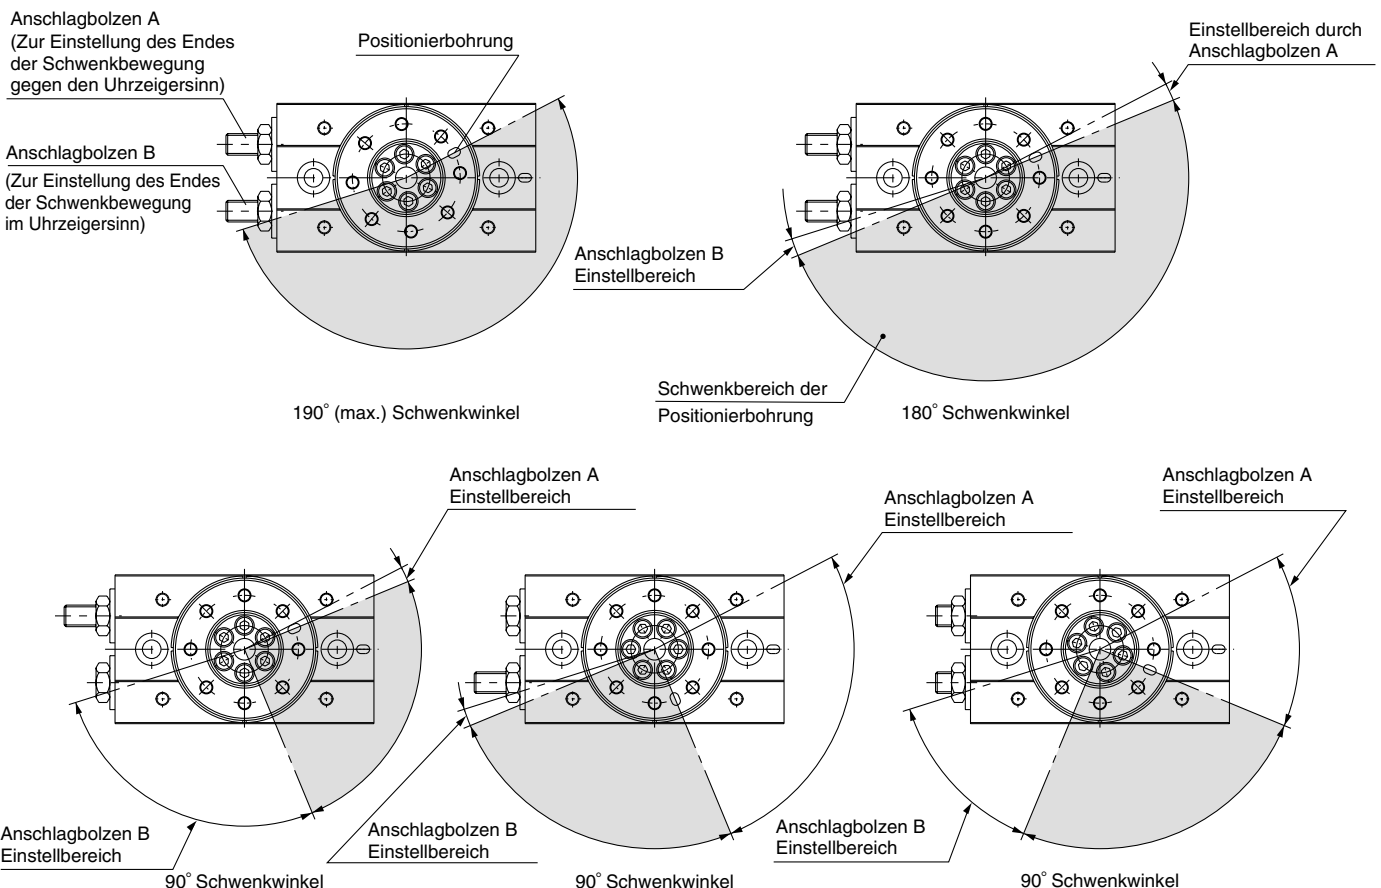 Anschlagbolzen A
(Zur Einstellung des Endes
der Schwenkbewegung
gegen den Uhrzeigersinn)
Positionierbohrung
Anschlagbolzen B
(Zur Einstellung des Endes
der Schwenkbewegung
im Uhrzeigersinn)
190° (max.) Schwenkwinkel
Einstellbereich durch
Anschlagbolzen A
Anschlagbolzen B
Einstellbereich
Schwenkbereich der
Positionierbohrung
180° Schwenkwinkel
Anschlagbolzen A
Einstellbereich
Anschlagbolzen B
Einstellbereich
90° Schwenkwinkel
Anschlagbolzen A
Einstellbereich
Anschlagbolzen B
Einstellbereich
90° Schwenkwinkel
Anschlagbolzen A
Einstellbereich
Anschlagbolzen B
Einstellbereich
90° Schwenkwinkel